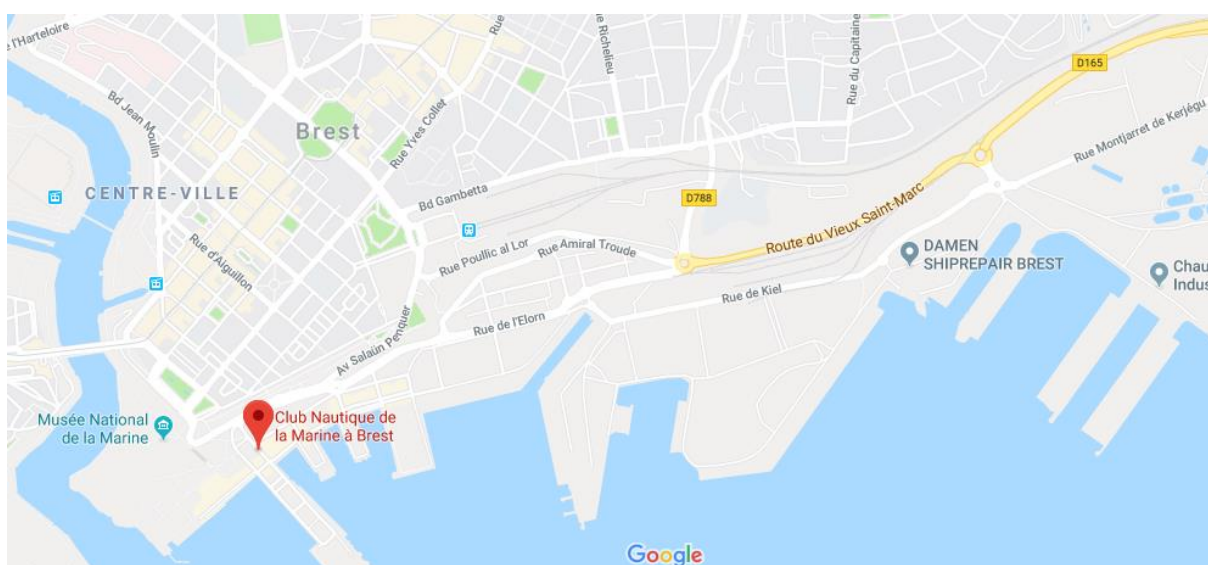 de l'Harteloire
Rue
Rue Richelieu
Rue du Capitaine
D165
Bd Jean Moulin
Brest
Rue Yves Collet
Rue Montjarret de Kerjégu
CENTRE-VILLE
Bd Gambetta
D788
Rue d'Aiguillon
Rue Poullic al Lor
Rue Amiral Troude
Route du Vieux Saint-Marc
DAMEN
SHIPREPAIR BREST
Chau
Indus
Rue de Kiel
Rue de l'Elorn
Av Salaün Penquer
Musée National
de la Marine
Club Nautique de
la Marine à Brest
Google